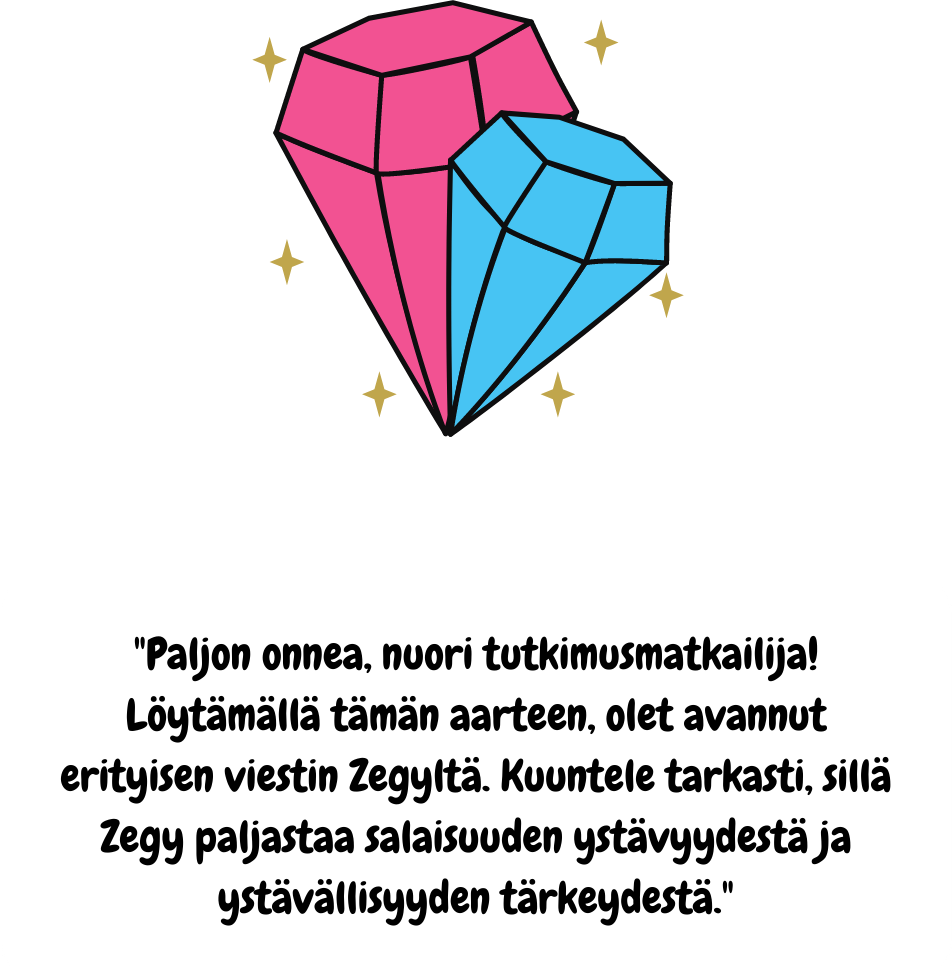 "Paljon onnea, nuori tutkimusmatkailija!
Löytämällä tämän aarteen, olet avannut
erityisen viestin Zegyltä. Kuuntele tarkasti, sillä
Zegy paljastaa salaisuuden ystävyydestä ja
ystävällisyyden tärkeydestä."